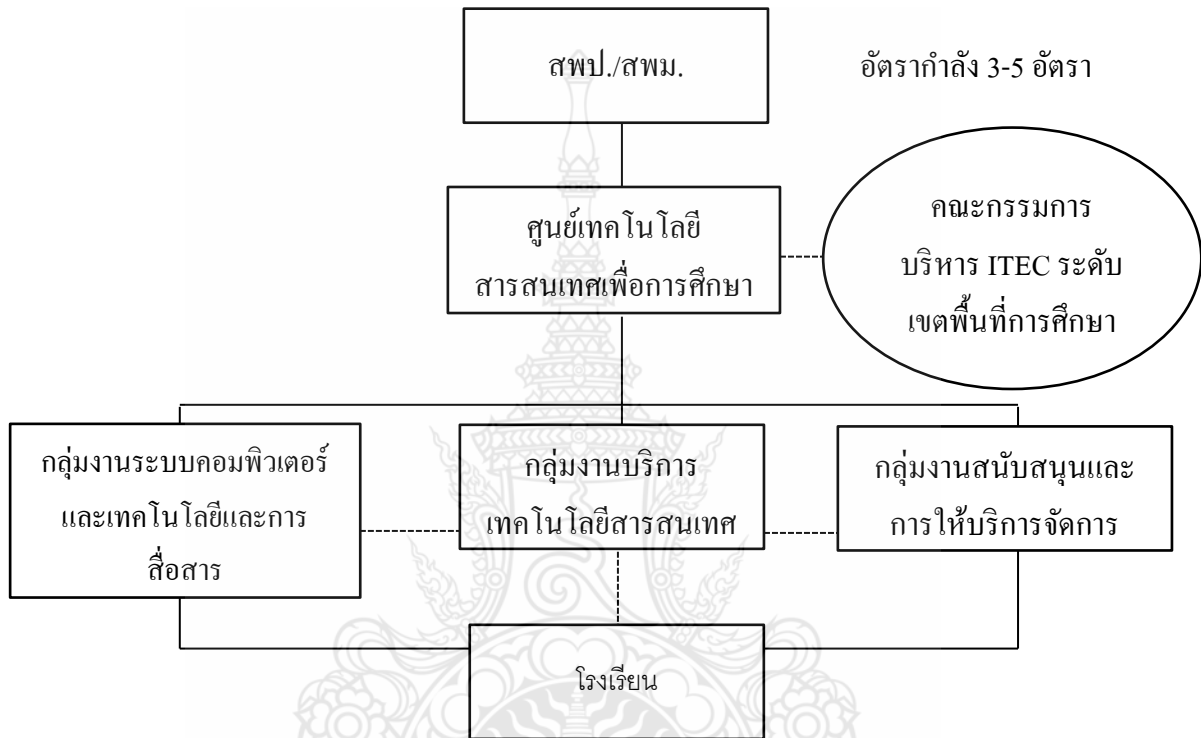 สพป./สพม.
อัตรากำลัง 3-5 อัตรา
ศูนย์เทคโนโลยี
สารสนเทศเพื่อการศึกษา
คณะกรรมการ
บริหาร ITEC ระดับ
เขตพื้นที่การศึกษา
กลุ่มงานระบบคอมพิวเตอร์
และเทคโนโลยีและการ
สื่อสาร
กลุ่มงานบริการ
เทคโนโลยีสารสนเทศ
กลุ่มงานสนับสนุนและ
การให้บริการจัดการ
โรงเรียน